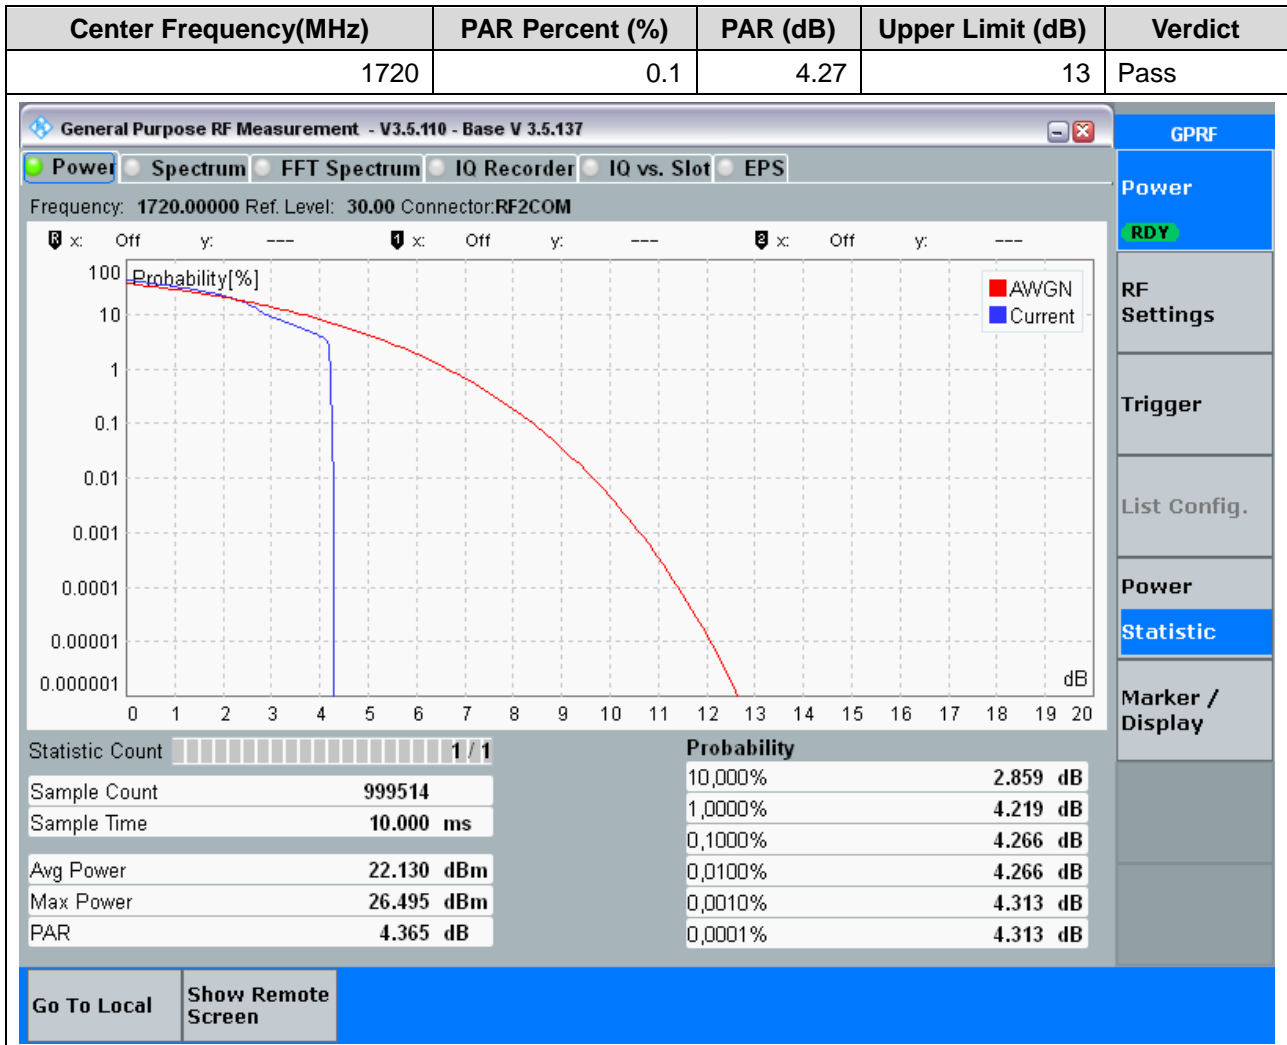 Center Frequency(MHz) PAR Percent (%) PAR (dB) Upper Limit (dB) Verdict
1720 0.1 4.27 13 Pass
General Purpose RF Measurement - V3.5.110 - Base V 3.5.137
GPRF
Power Spectrum FFT Spectrum IQ Recorder IQ vs. Slot EPS
Power
RDY
Frequency: 1720.00000 Ref. Level: 30.00 Connector:RF2COM
R x: Off y: --- 1 x: Off y: --- 2 x: Off y: ---
Probability[%]
AWGN
Current
100
10
1
0.1
0.01
0.001
0.0001
0.00001
0.000001
dB
0 1 2 3 4 5 6 7 8 9 10 11 12 13 14 15 16 17 18 19 20
RF
Settings
Trigger
List Config.
Power
Statistic
Marker /
Display
Statistic Count 1 / 1
Sample Count 999514
Sample Time 10.000 ms
Avg Power 22.130 dBm
Max Power 26.495 dBm
PAR 4.365 dB
Probability
10,000% 2.859 dB
1,0000% 4.219 dB
0,1000% 4.266 dB
0,0100% 4.266 dB
0,0010% 4.313 dB
0,0001% 4.313 dB
Go To Local
Show Remote
Screen